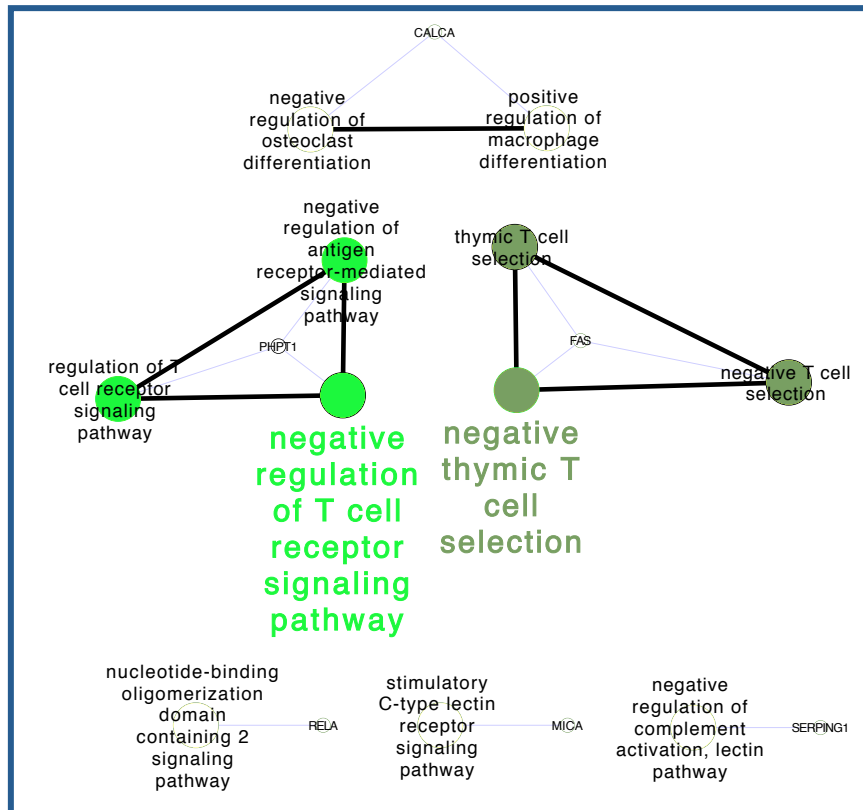 CALCA
negative
regulation of
osteoclast
differentiation
positive
regulation of
macrophage
differentiation
negative
regulation of
antigen
receptor-mediated
signaling
pathway
thymic T cell
selection
PHPT1
FAS
regulation of T
cell receptor
signaling
pathway
negative T cell
selection
negative
regulation
of T cell
receptor
signaling
pathway
negative
thymic T
cell
selection
nucleotide-binding
oligomerization
domain
containing 2
signaling
pathway
RELA
stimulatory
C-type lectin
receptor
signaling
pathway
MICA
negative
regulation of
complement
activation, lectin
pathway
SERPING1